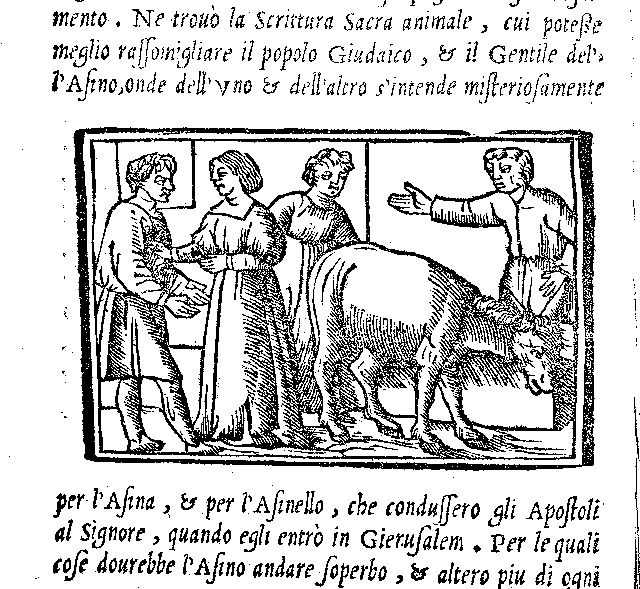 mento. Ne trouò la Scrittura Sacra animale, cui poteſſe
meglio raſſomigliare il popolo Giudaico, & il Gentile del-
l'Aſino, onde dell'vno & dell'altro s'intende miſterioſamente
per l'Aſina, & per l'Aſinello, che conduſſero gli Apoſtoli
al Signore, quando egli entrò in Gieruſalem. Per le quali
coſe dourebbe l'Aſino andare ſoperbo, & altero piu di ogni